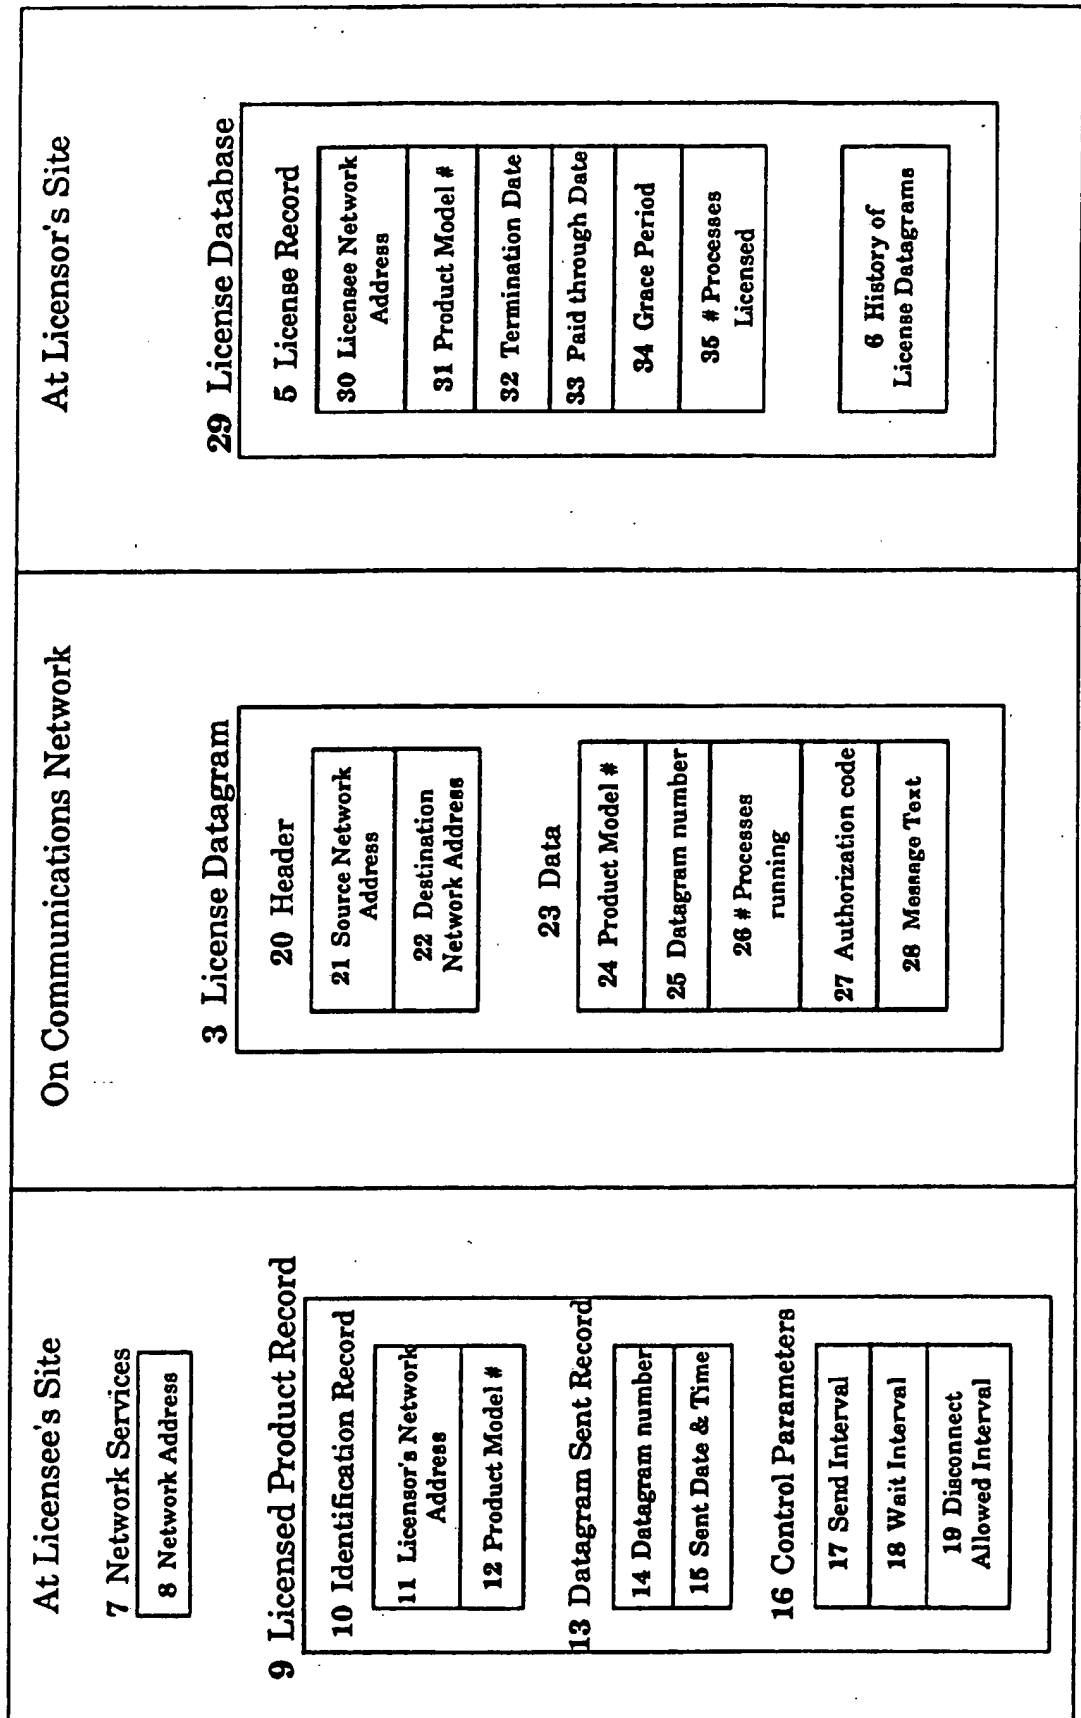 At Licensee's Site
7 Network Services
8 Network Address
9 Licensed Product Record
10 Identification Record
11 Licensor's Network
Address
12 Product Model #
13 Datagram Sent Record
14 Datagram number
15 Sent Date & Time
16 Control Parameters
17 Send Interval
18 Wait Interval
19 Disconnect
Allowed Interval
On Communications Network
3 License Datagram
20 Header
21 Source Network
Address
22 Destination
Network Address
23 Data
24 Product Model #
25 Datagram number
26 # Processes
running
27 Authorization code
28 Message Text
At Licensor's Site
29 License Database
5 License Record
30 Licensee Network
Address
31 Product Model #
32 Termination Date
33 Paid through Date
34 Grace Period
35 # Processes
Licensed
6 History of
License Datagrams